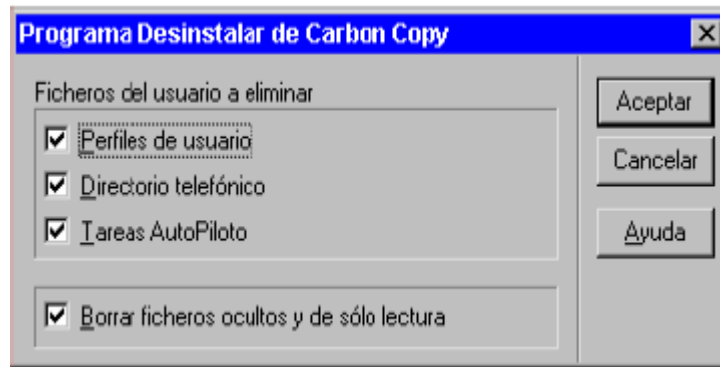 Programa Desinstalar de Carbon Copy
Ficheros del usuario a eliminar
Perfiles de usuario
Directorio telefónico
Tareas AutoPiloto
Borrar ficheros ocultos y de sólo lectura
Aceptar
Cancelar
Ayuda